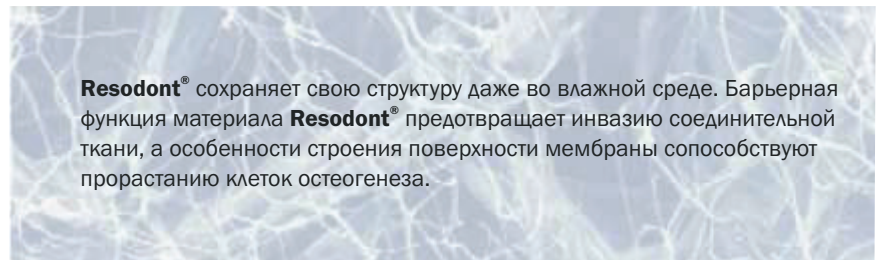 Resodont® сохраняет свою структуру даже во влажной среде. Барьерная
функция материала Resodont® предотвращает инвазию соединительной
ткани, а особенности строения поверхности мембраны сопособствуют
прорастанию клеток остеогенеза.